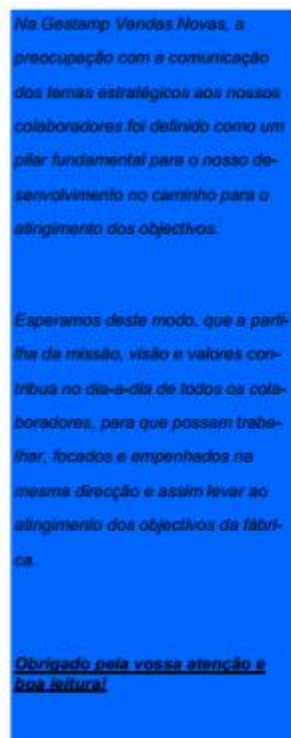 Na Gestamp Vendas Novas, a
preocupação com a comunicação
dos temas estratégicos aos nossos
colaboradores foi definido como um
pilar fundamental para o nosso de-
senvolvimento no caminho para o
atingimento dos objectivos.
Esperamos deste modo, que a parti-
lha da missão, visão e valores con-
tribua no dia-a-dia de todos os cola-
boradores, para que possam traba-
lhar, focados e empenhados na
mesma direcção e assim levar ao
atingimento dos objectivos da fábri-
ca.
Obrigado pela vossa atenção e
boa leitura!